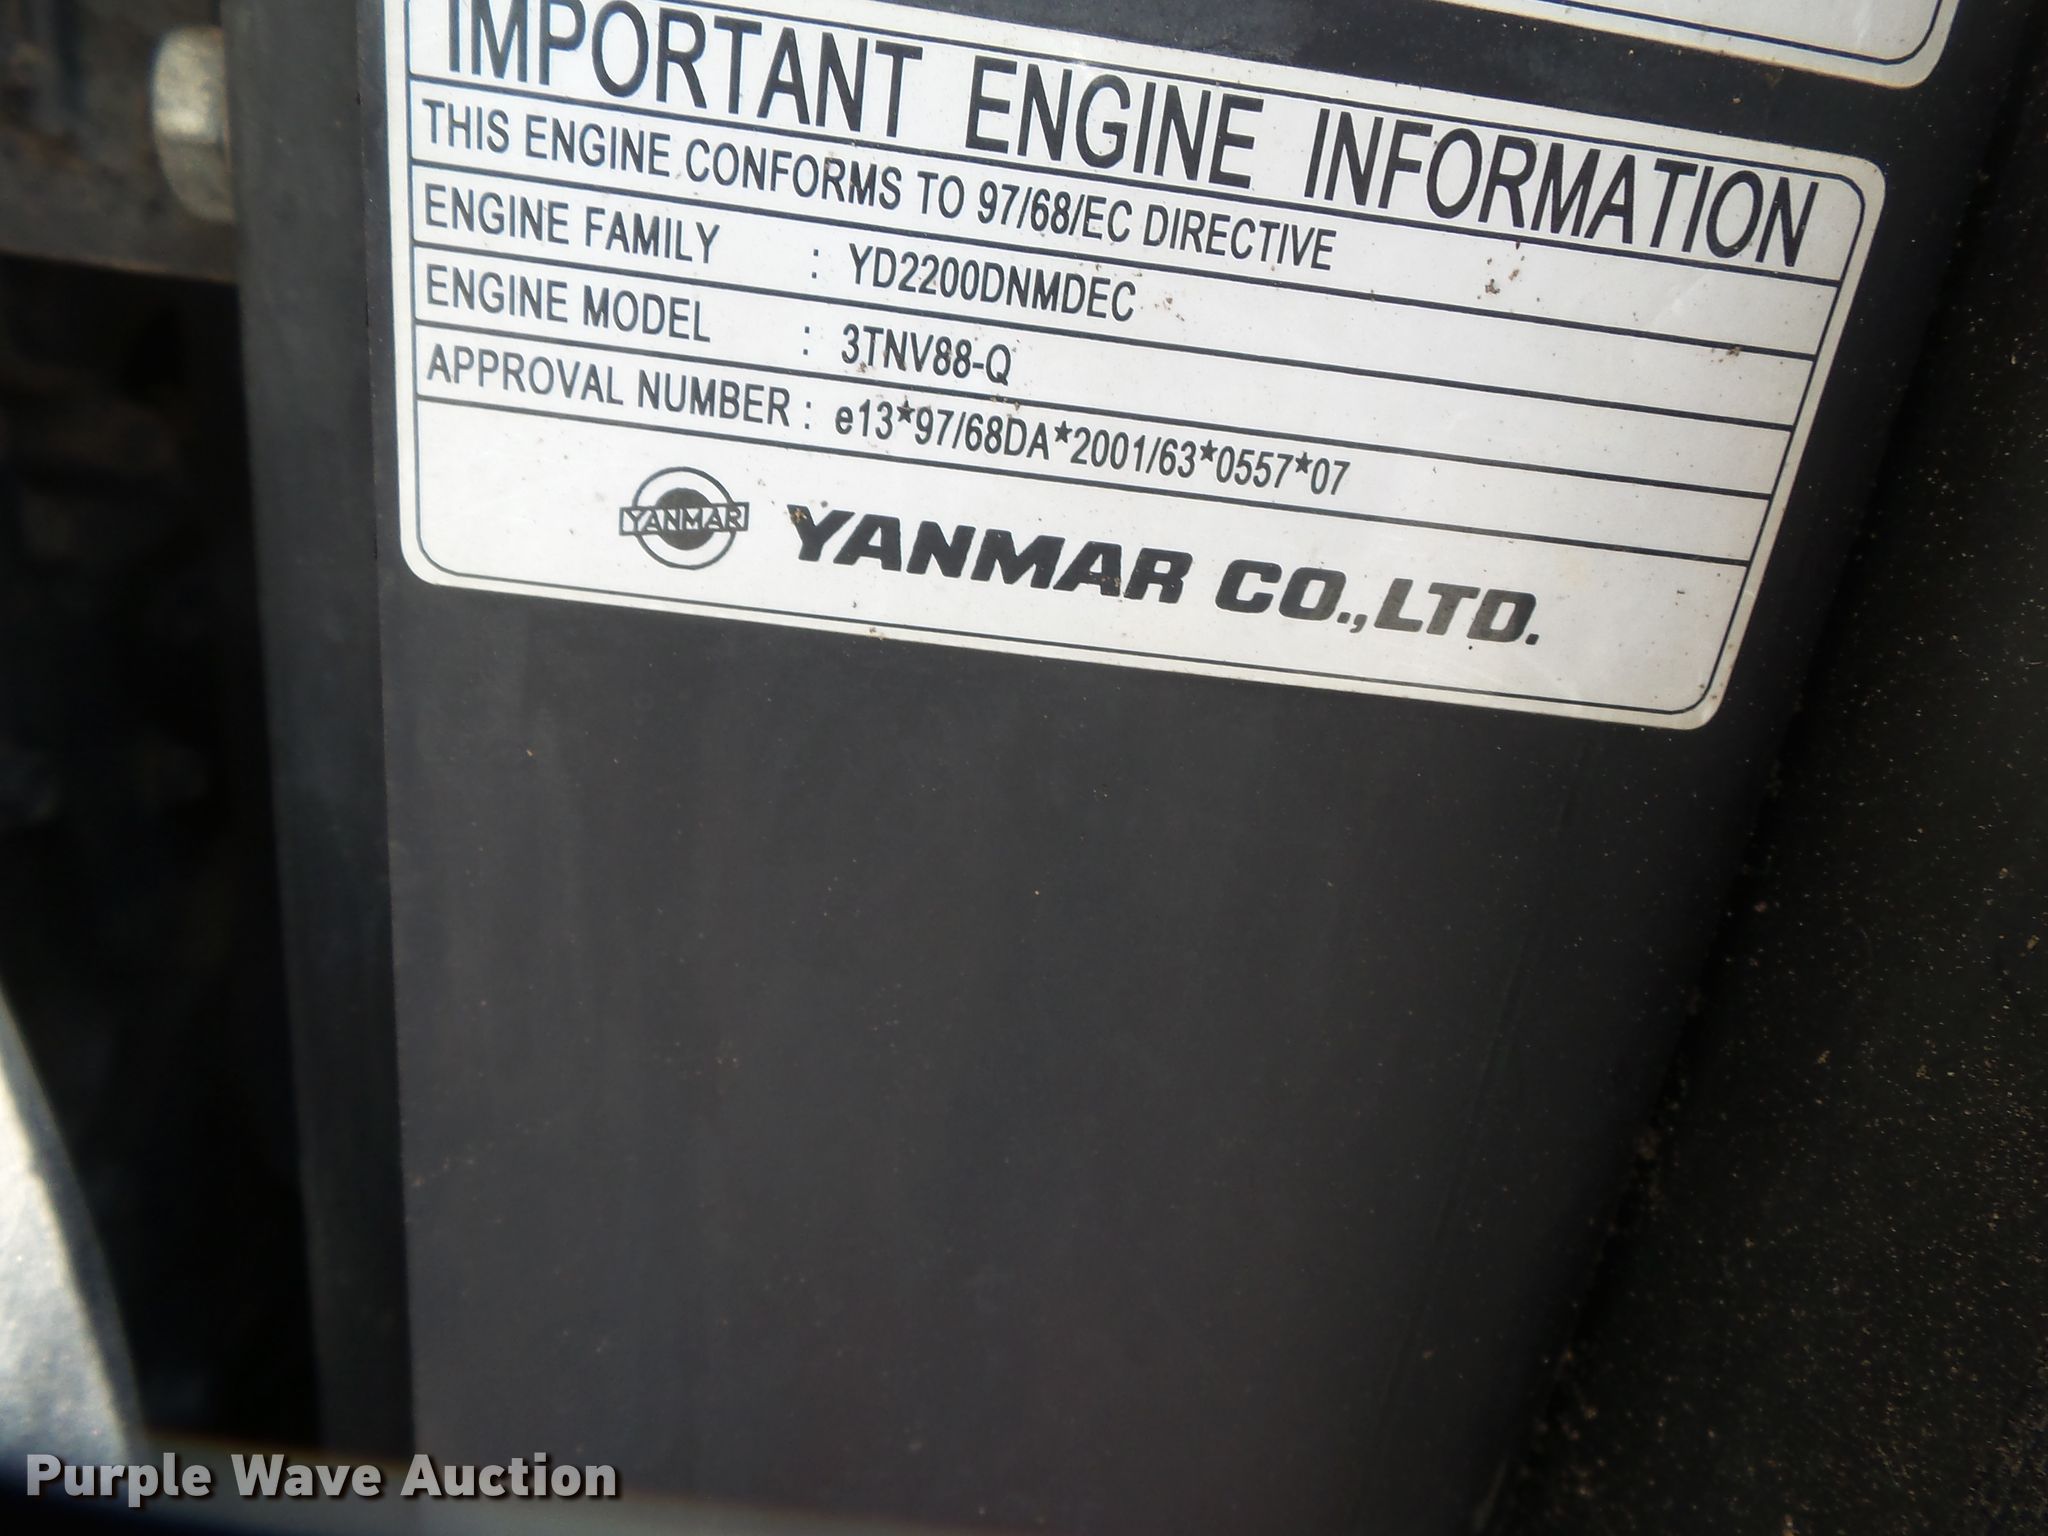 IMPORTANT ENGINE INFORMATION
THIS ENGINE CONFORMS TO 97/68/EC DIRECTIVE
ENGINE FAMILY : YD2200DNMDEC
ENGINE MODEL : 3TNV88-Q
APPROVAL NUMBER : e13*97/68DA*2001/63*0557*07
YANMAR YANMAR CO.,LTD.
Purple Wave Auction